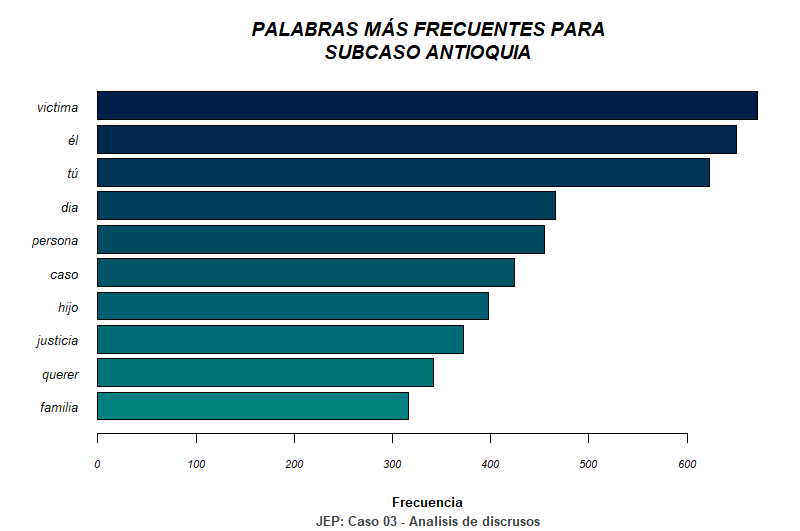 PALABRAS MÁS FRECUENTES PARA
SUBCASO ANTIOQUIA
victima
él
tú
dia
persona
caso
hijo
justicia
querer
familia
0 100 200 300 400 500 600
Frecuencia
JEP: Caso 03 - Analisis de discrusos